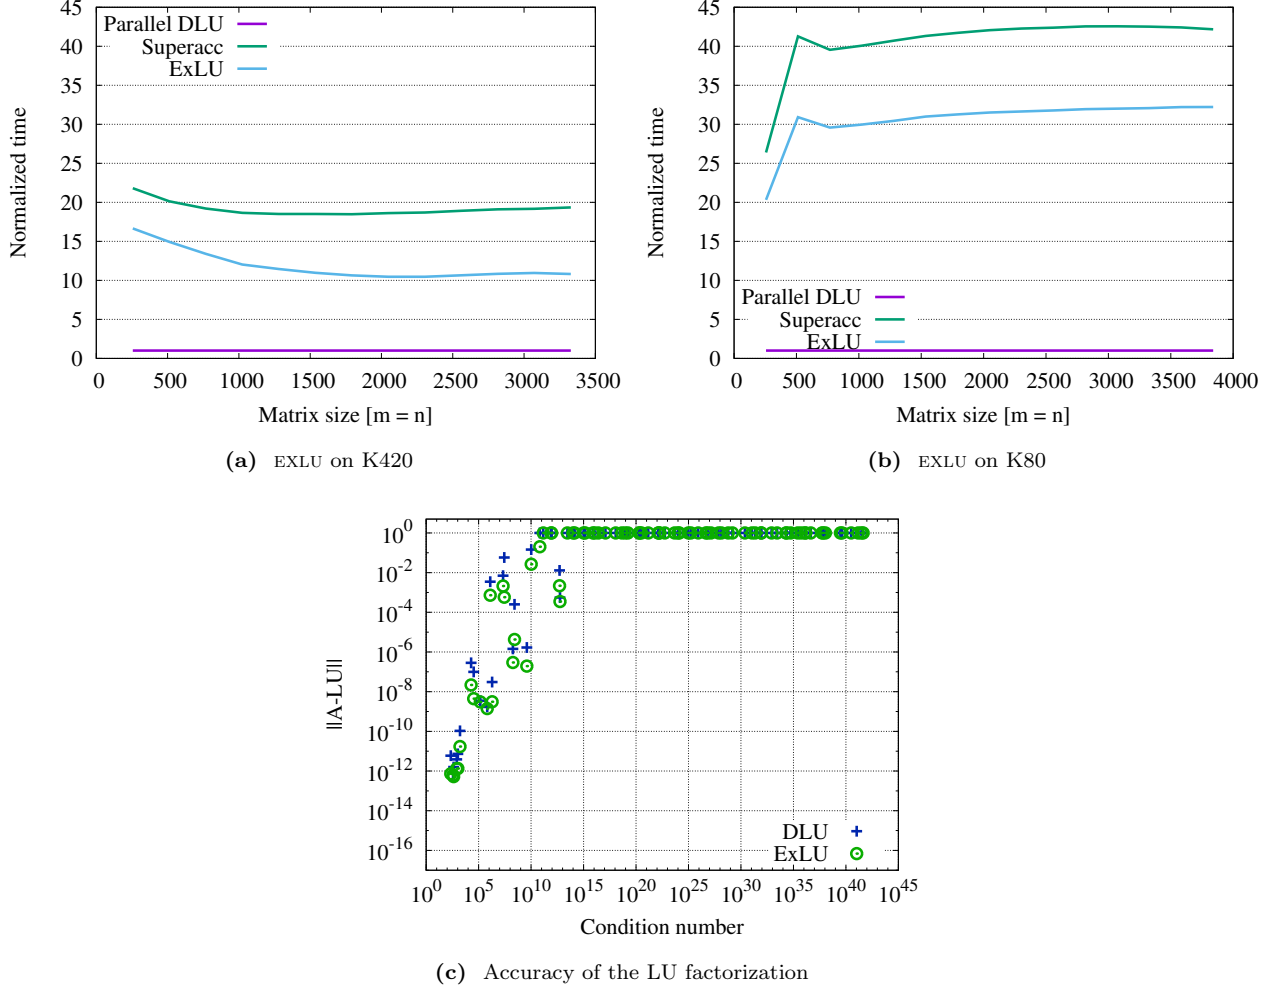 45
40
35
30
25
20
15
10
5
0
Normalized time
Parallel DLU
Superacc
ExLU
0 500 1000 1500 2000 2500 3000 3500
Matrix size [m = n]
(a) EXLU on K420
45
40
35
30
25
20
15
10
5
0
Normalized time
Parallel DLU
Superacc
ExLU
0 500 1000 1500 2000 2500 3000 3500 4000
Matrix size [m = n]
(b) EXLU on K80
10^0
10^-2
10^-4
10^-6
10^-8
10^-10
10^-12
10^-14
10^-16
||A-LU||
DLU
ExLU
10^0 10^5 10^10 10^15 10^20 10^25 10^30 10^35 10^40 10^45
Condition number
(c) Accuracy of the LU factorization